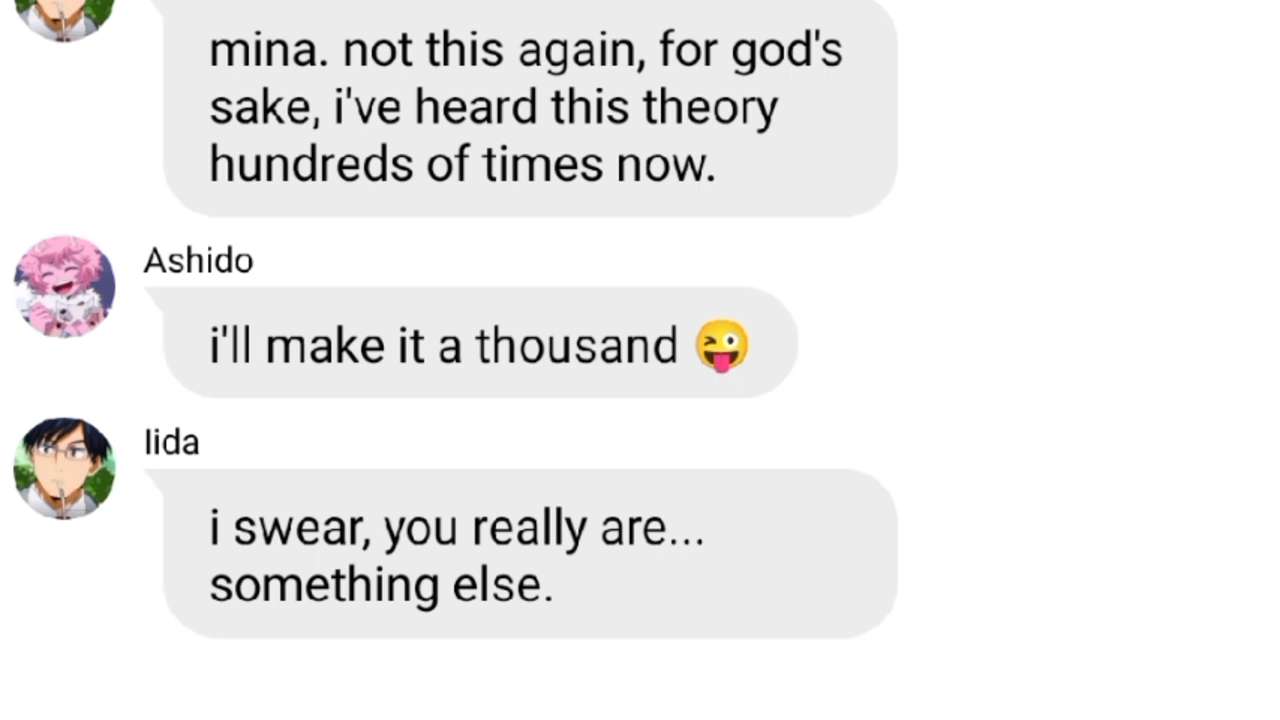 mina. not this again, for god's
sake, i've heard this theory
hundreds of times now.
Ashido
i'll make it a thousand 😜
Iida
i swear, you really are...
something else.